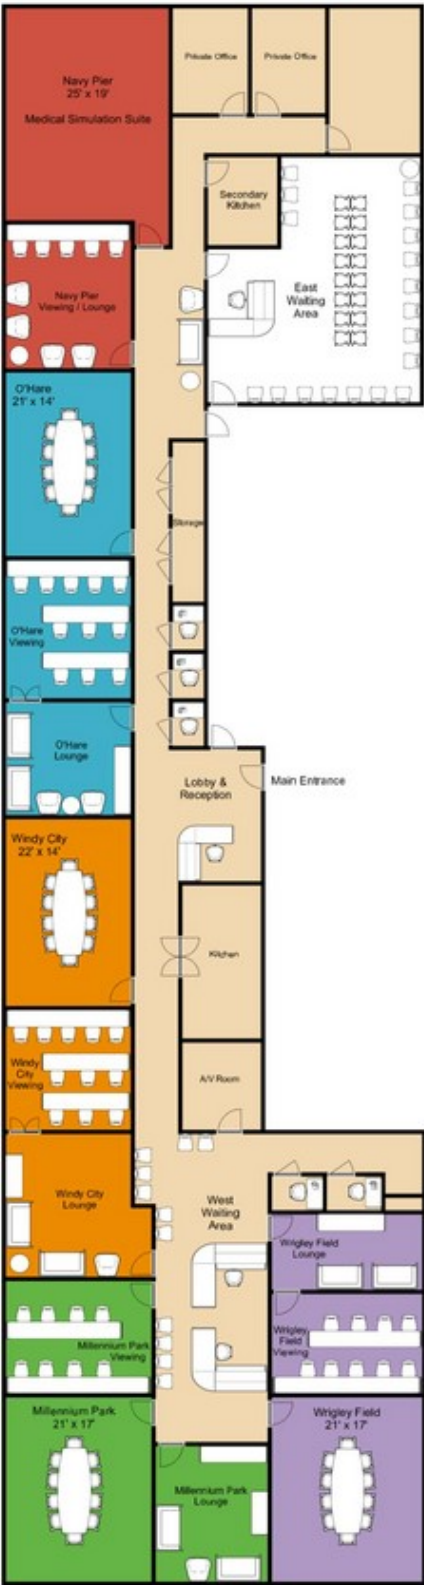 Navy Pier
25' x 19'
Medical Simulation Suite
Private Office
Private Office
Secondary
Kitchen
East
Waiting
Area
Navy Pier
Viewing / Lounge
O'Hare
21' x 14'
Storage
O'Hare
Viewing
O'Hare
Lounge
Lobby &
Reception
Main Entrance
Windy City
22' x 14'
Kitchen
Windy
City
Viewing
A/V Room
Windy City
Lounge
West
Waiting
Area
Wrigley Field
Lounge
Millennium Park
Viewing
Wrigley
Field
Viewing
Millennium Park
21' x 17'
Wrigley Field
21' x 17'
Millennium Park
Lounge